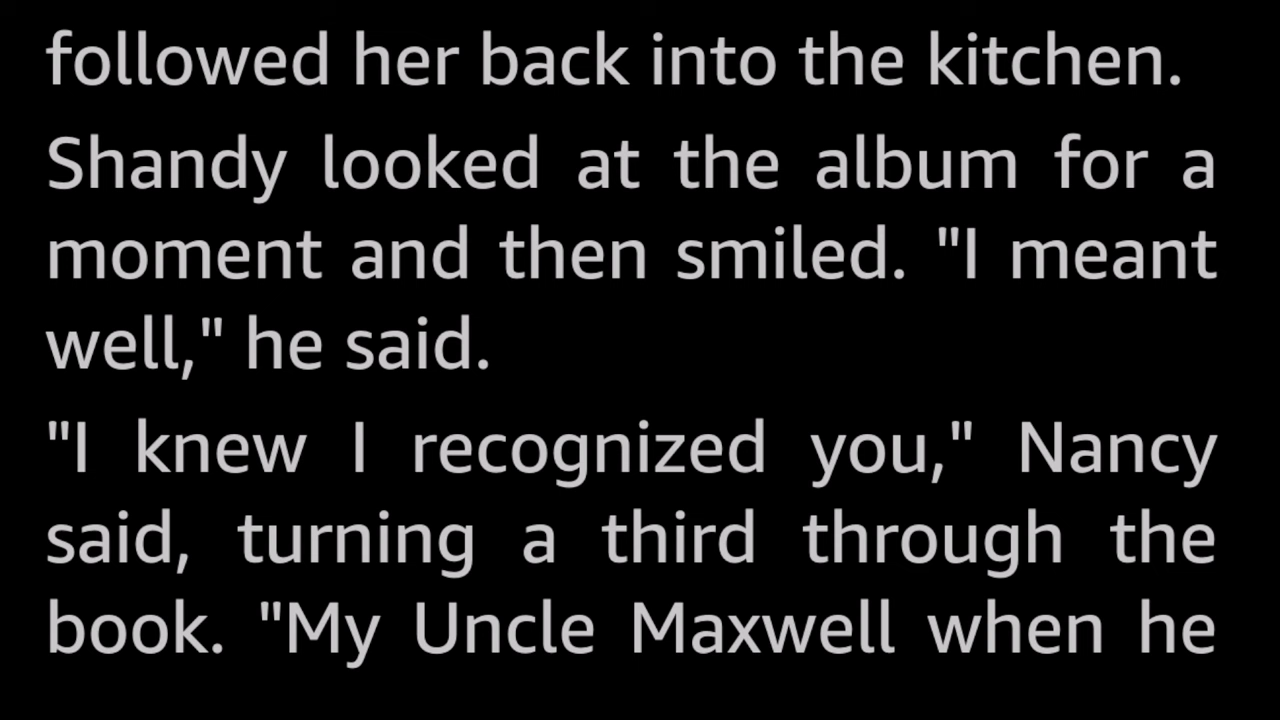 followed her back into the kitchen.
Shandy looked at the album for a
moment and then smiled. "I meant
well," he said.
"I knew I recognized you," Nancy
said, turning a third through the
book. "My Uncle Maxwell when he